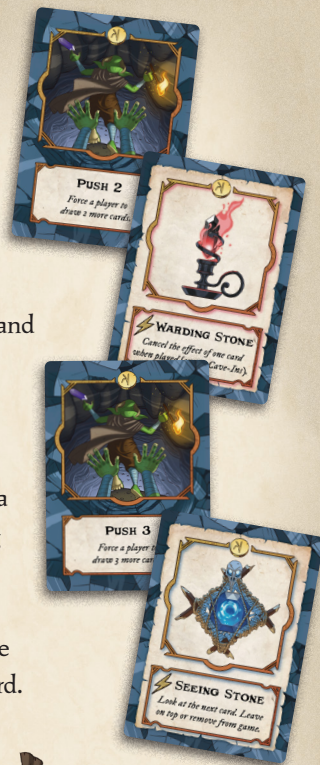 PUSH 2
Force a player to
draw 2 more cards.
WARDING STONE
Cancel the effect of one card
when played Cave-Ins).
and
PUSH 3
Force a player
draw 3 more
a
SEEING STONE
Look at the next card. Leave
on top or remove from game.
e
rd.